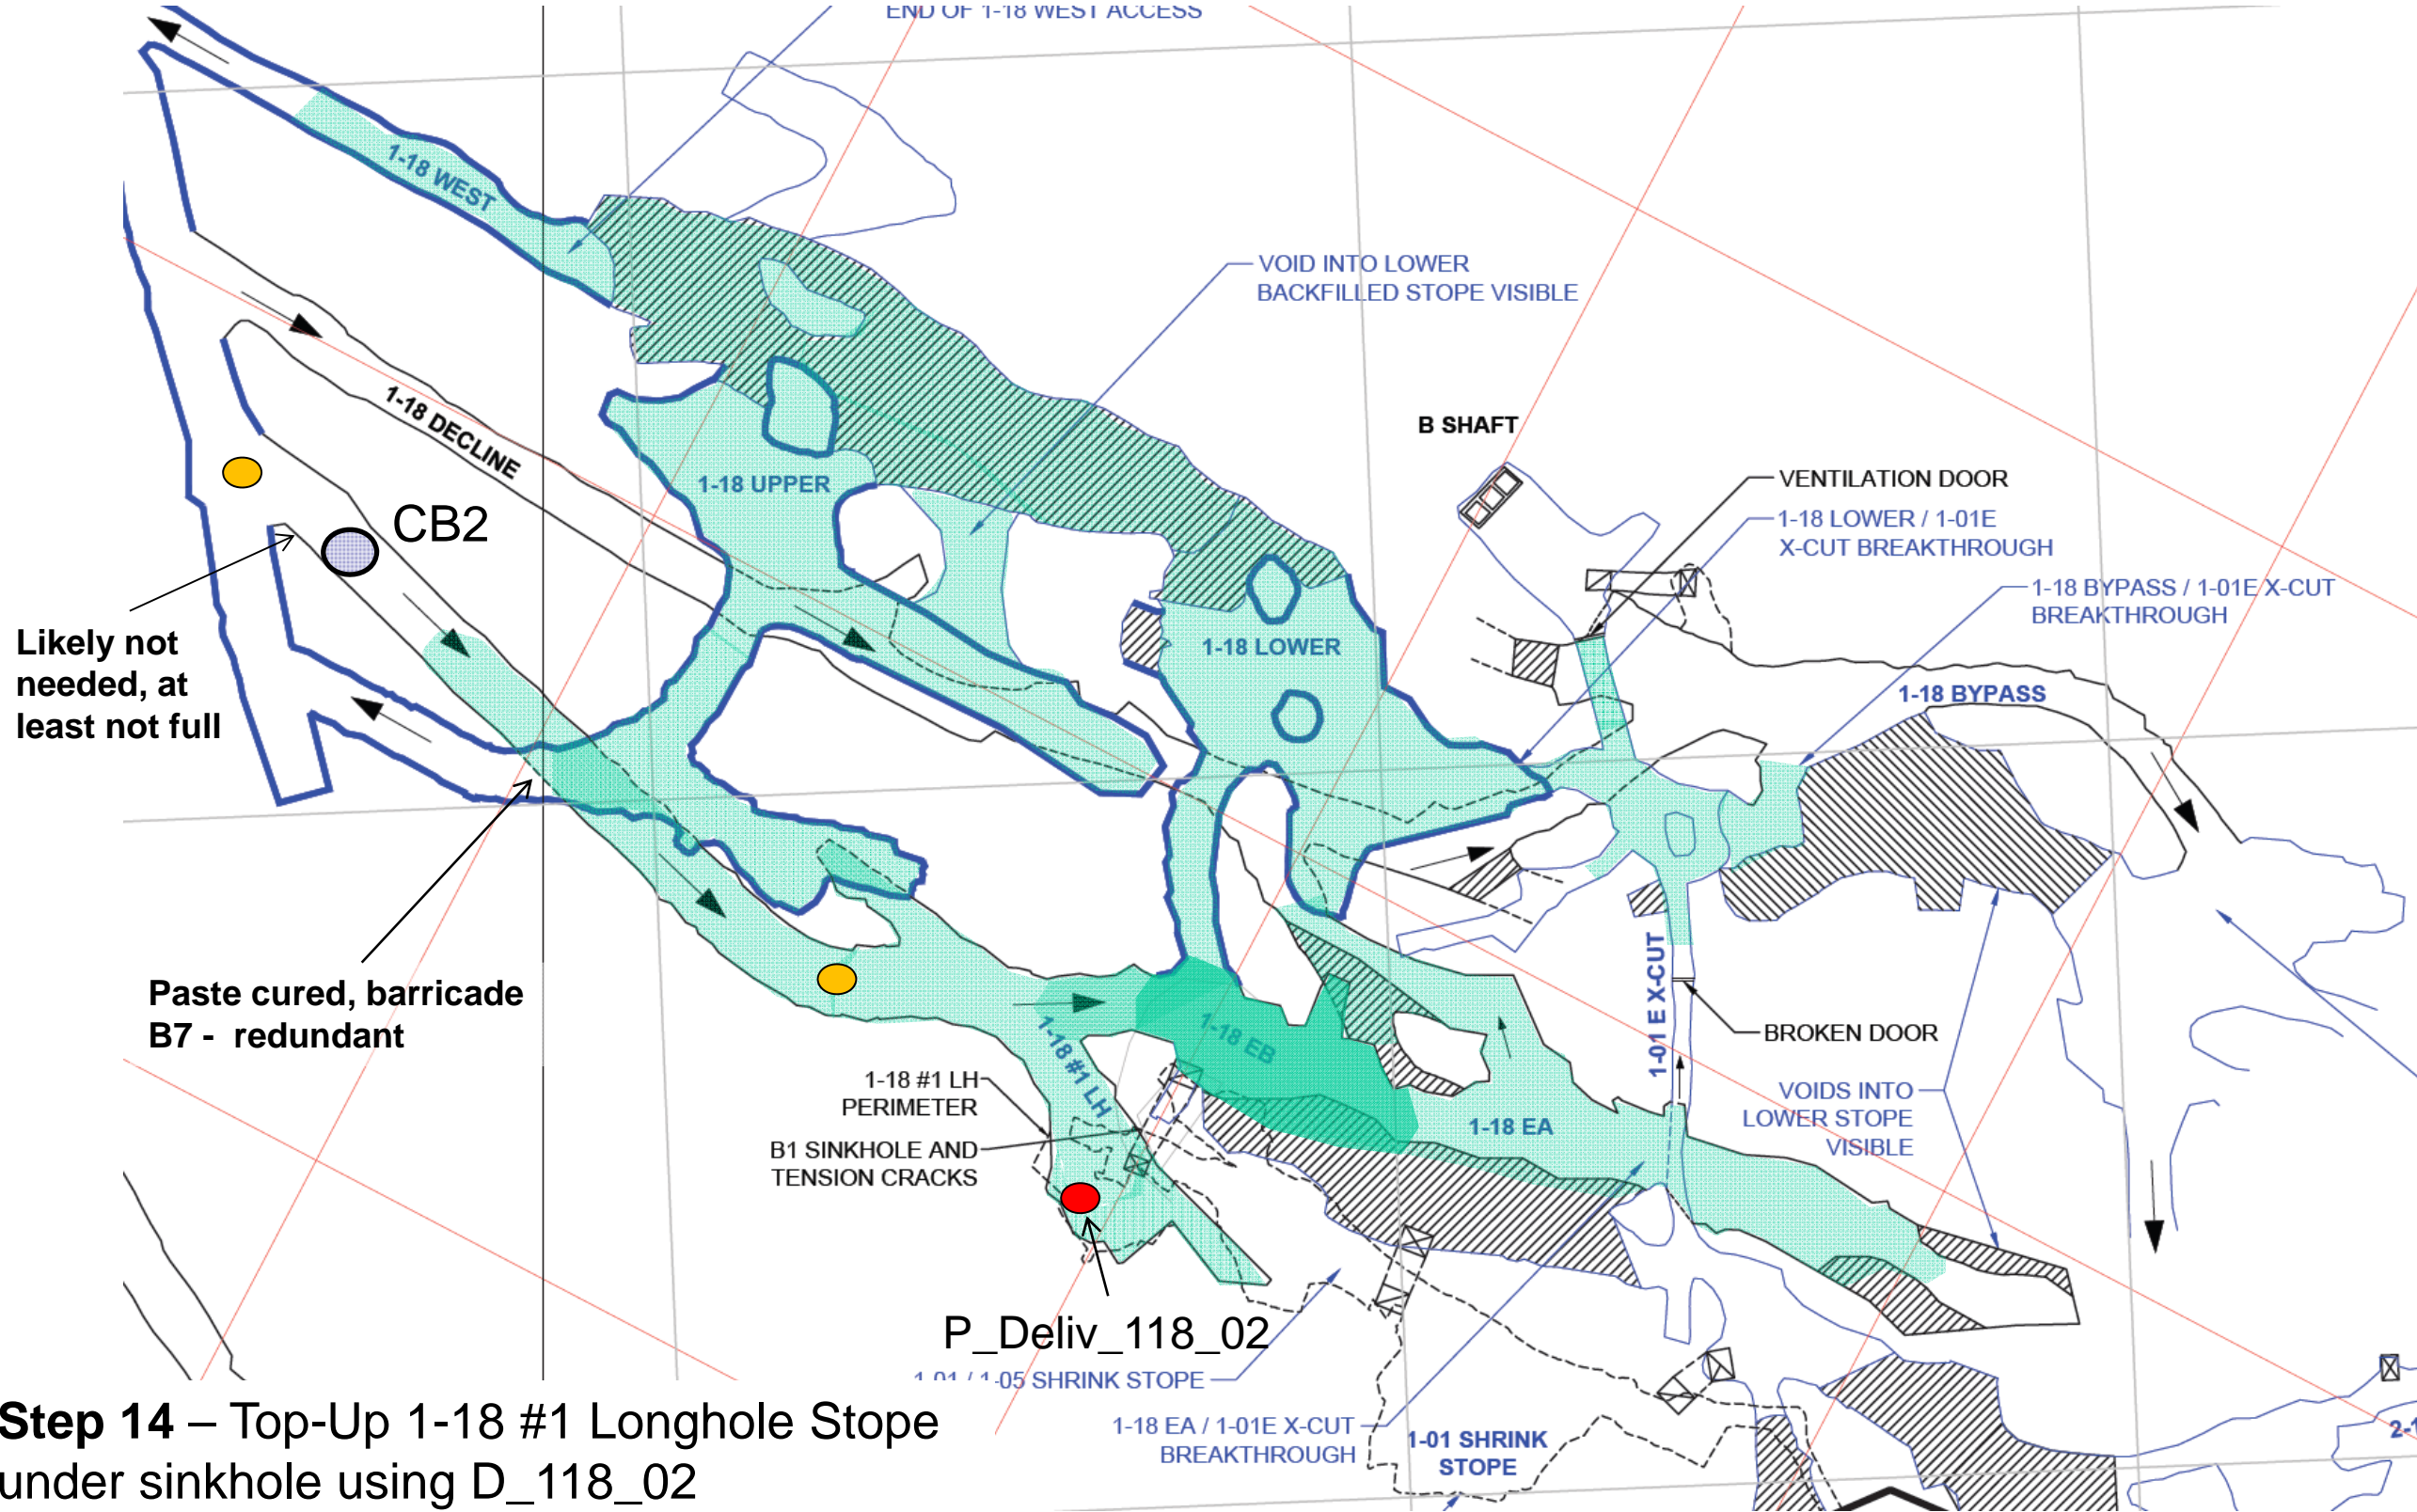 END OF 1-18 WEST ACCESS
1-18 WEST
VOID INTO LOWER
BACKFILLED STOPE VISIBLE
1-18 DECLINE
B SHAFT
1-18 UPPER
VENTILATION DOOR
CB2
1-18 LOWER / 1-01E
X-CUT BREAKTHROUGH
1-18 BYPASS / 1-01E X-CUT
BREAKTHROUGH
Likely not
needed, at
least not full
1-18 LOWER
1-18 BYPASS
Paste cured, barricade
B7 - redundant
1-01 E X-CUT
1-18 EB
BROKEN DOOR
1-18 #1 LH
1-18 #1 LH
PERIMETER
VOIDS INTO
LOWER STOPE
VISIBLE
1-18 EA
B1 SINKHOLE AND
TENSION CRACKS
P_Deliv_118_02
1-01 / 1-05 SHRINK STOPE
1-18 EA / 1-01E X-CUT
BREAKTHROUGH
1-01 SHRINK
STOPE
2-1
Step 14 – Top-Up 1-18 #1 Longhole Stope
under sinkhole using D_118_02